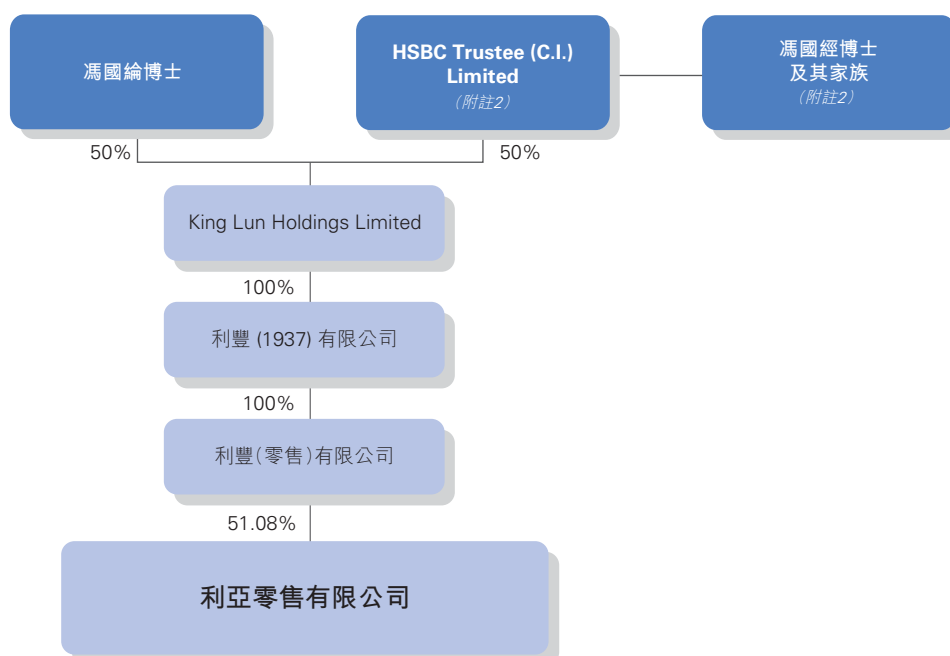 馮國綸博士
HSBC Trustee (C.I.)
Limited
（附註2）
馮國經博士
及其家族
（附註2）
50%
50%
King Lun Holdings Limited
100%
利豐 (1937) 有限公司
100%
利豐（零售）有限公司
51.08%
利亞零售有限公司